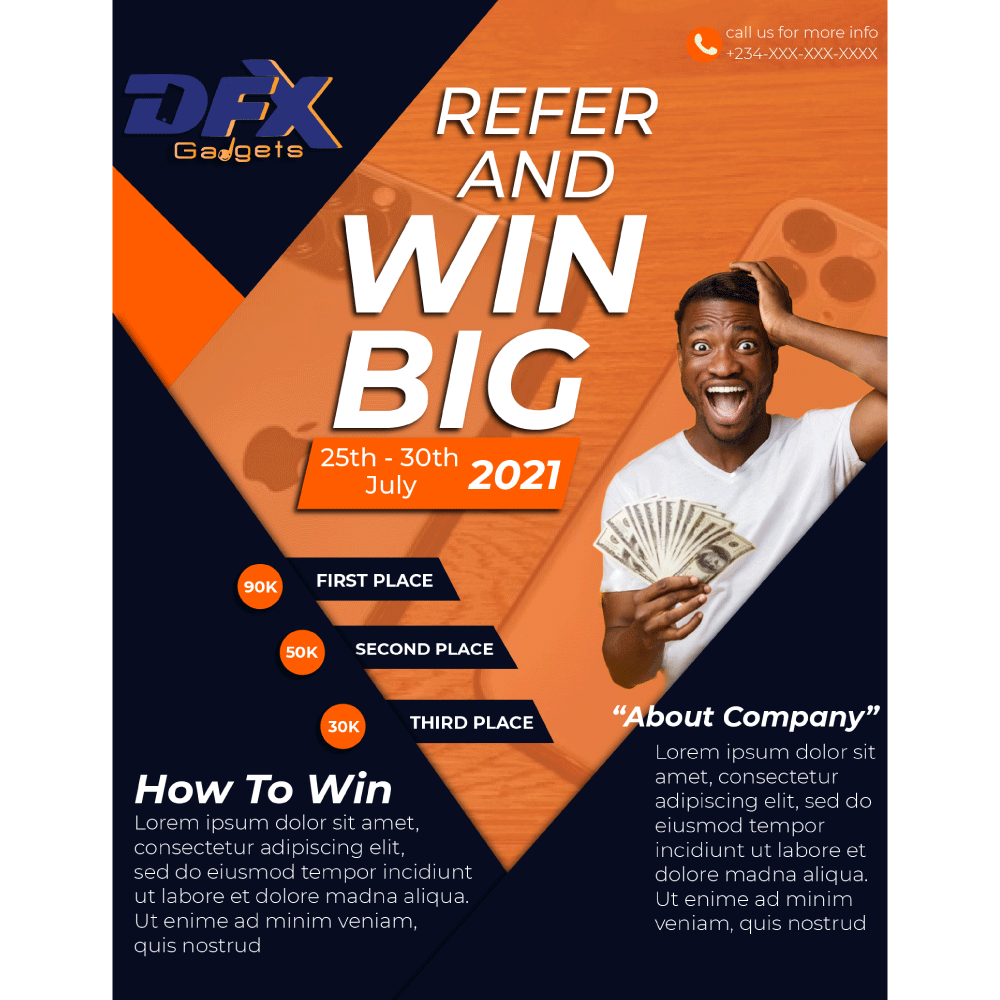 call us for more info
+234-XXX-XXX-XXXX
DFX
Gadgets
REFER
AND
WIN
BIG
25th - 30th
July
2021
90K
FIRST PLACE
50K
SECOND PLACE
30K
THIRD PLACE
How To Win
Lorem ipsum dolor sit amet,
consectetur adipiscing elit,
sed do eiusmod tempor incidiunt
ut labore et dolore madna aliqua.
Ut enime ad minim veniam,
quis nostrud
“About Company”
Lorem ipsum dolor sit
amet, consectetur
adipiscing elit, sed do
eiusmod tempor
incidiunt ut labore et
dolore madna aliqua.
Ut enime ad minim
veniam, quis nostrud